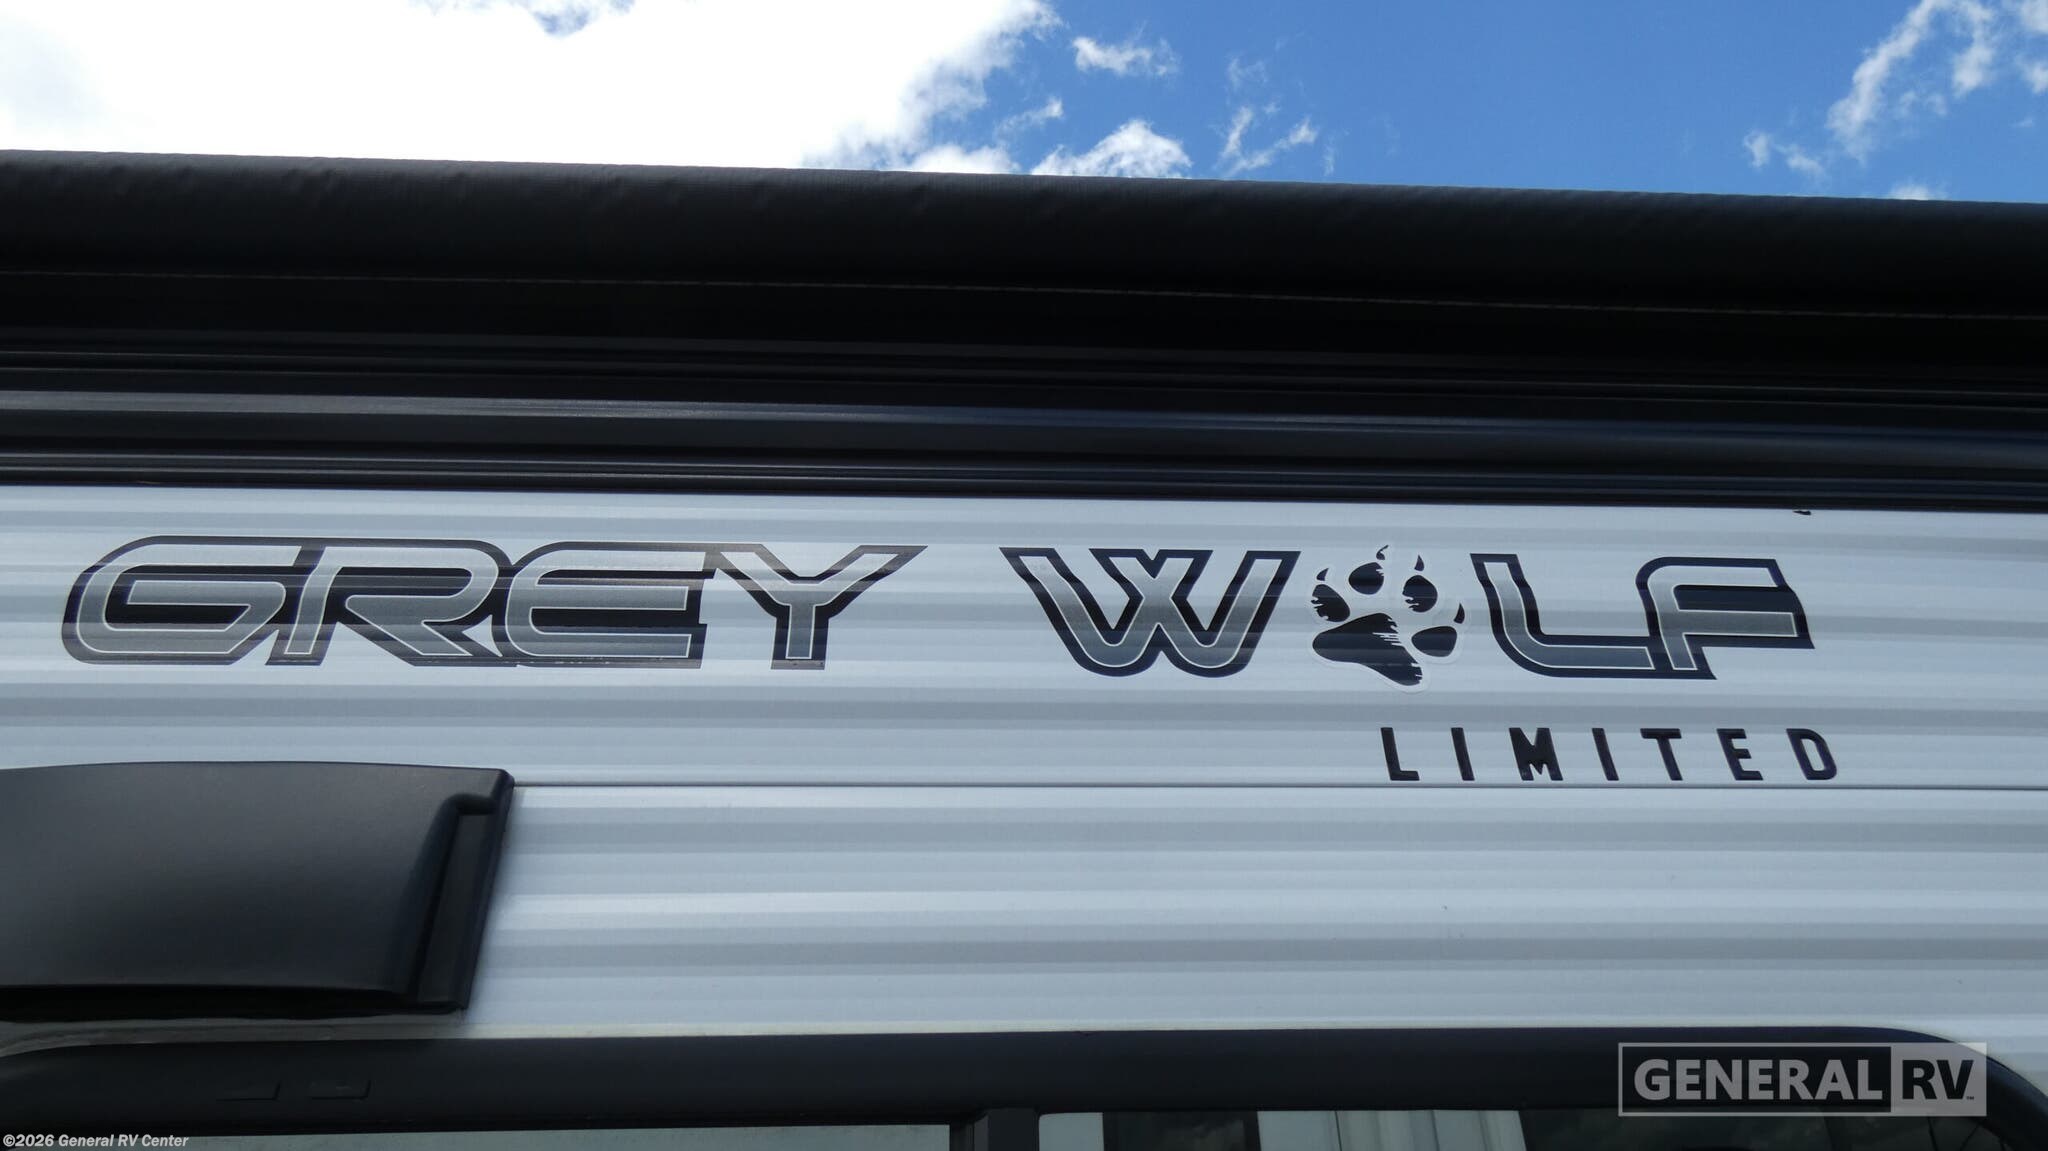 GREY WOLF
LIMITED
GENERAL RV
©2026 General RV Center